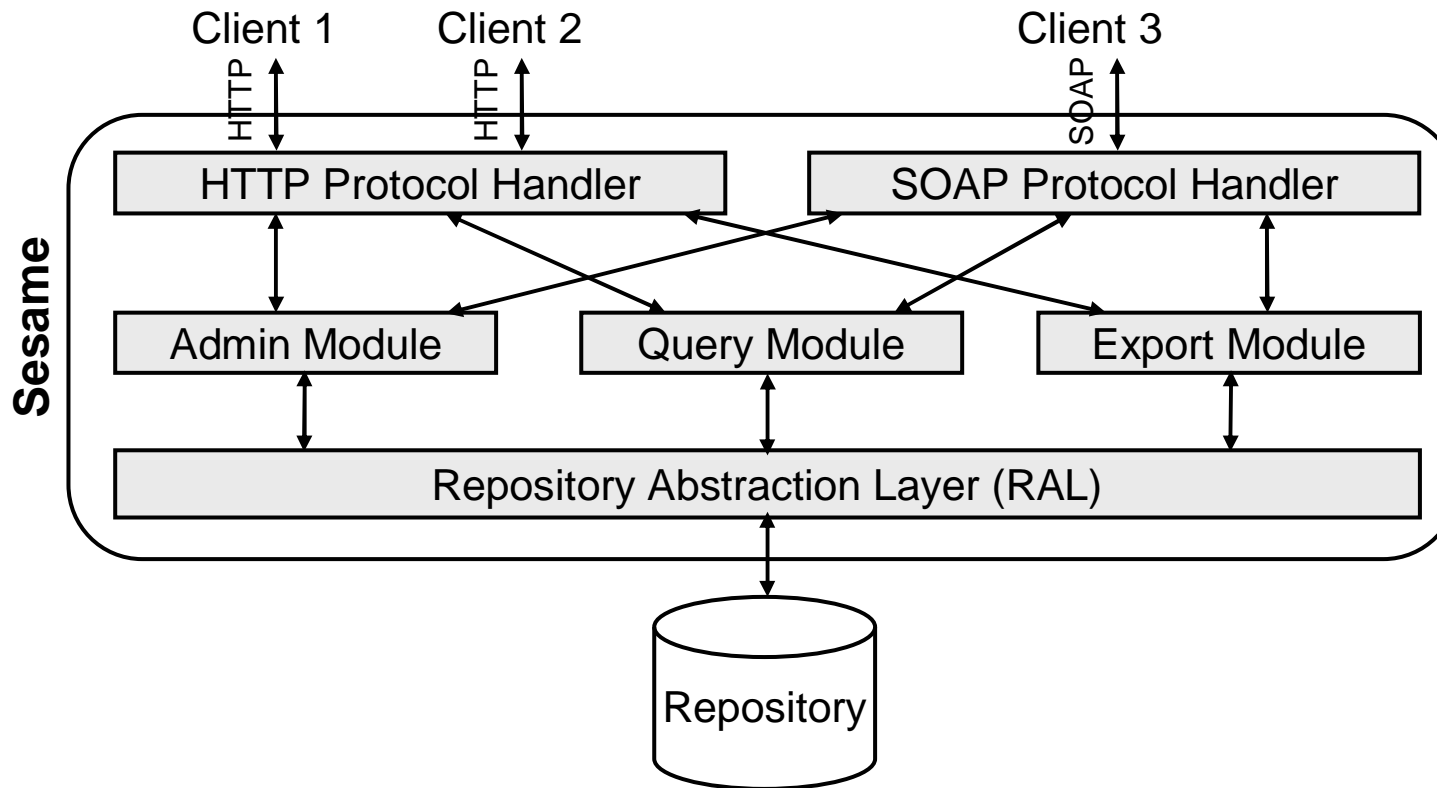 Client 1
Client 2
Client 3
HTTP
HTTP
SOAP
HTTP Protocol Handler
SOAP Protocol Handler
Sesame
Admin Module
Query Module
Export Module
Repository Abstraction Layer (RAL)
Repository